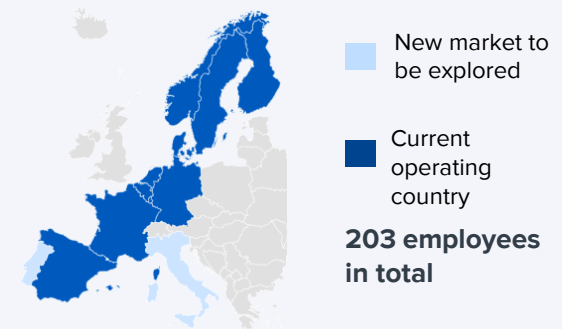 New market to
be explored
Current
operating
country
203 employees
in total